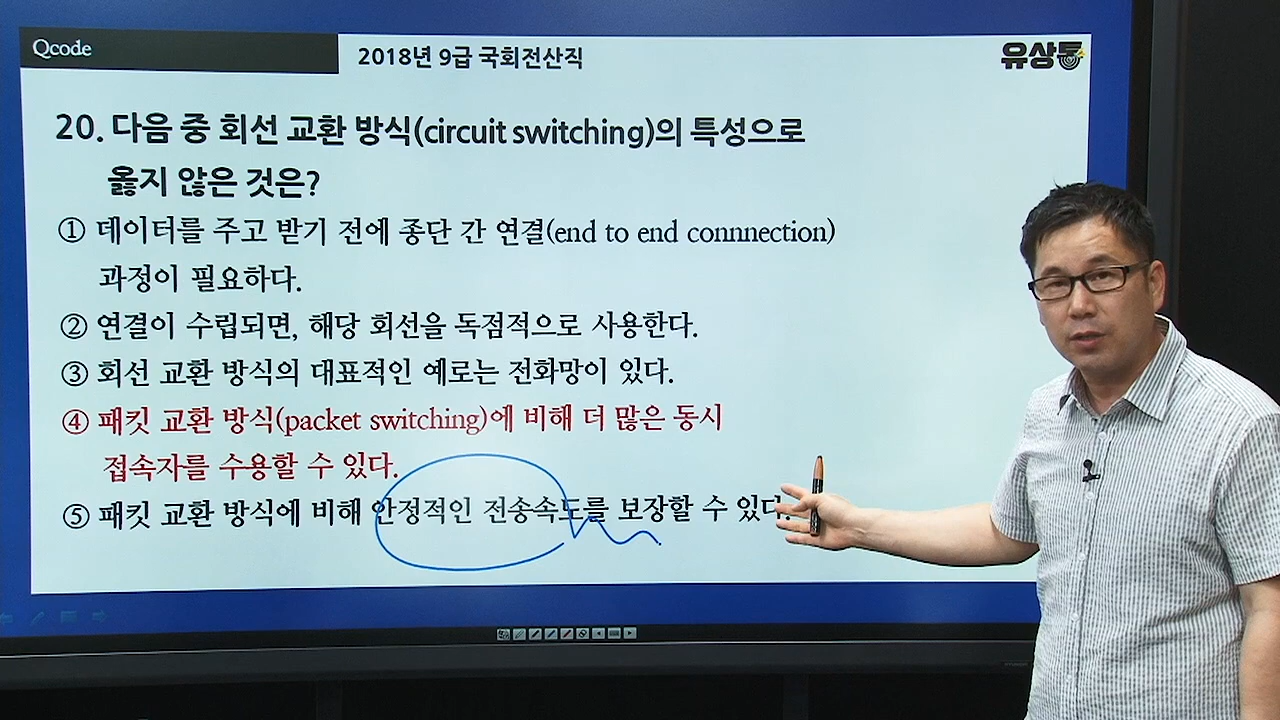 Qcode
2018년 9급 국회전산직
유상통
20. 다음 중 회선 교환 방식(circuit switching)의 특성으로
옳지 않은 것은?
① 데이터를 주고 받기 전에 종단 간 연결(end to end connnection)
과정이 필요하다.
② 연결이 수립되면, 해당 회선을 독점적으로 사용한다.
③ 회선 교환 방식의 대표적인 예로는 전화망이 있다.
④ 패킷 교환 방식(packet switching)에 비해 더 많은 동시
접속자를 수용할 수 있다.
⑤ 패킷 교환 방식에 비해 안정적인 전송속도를 보장할 수 있다.